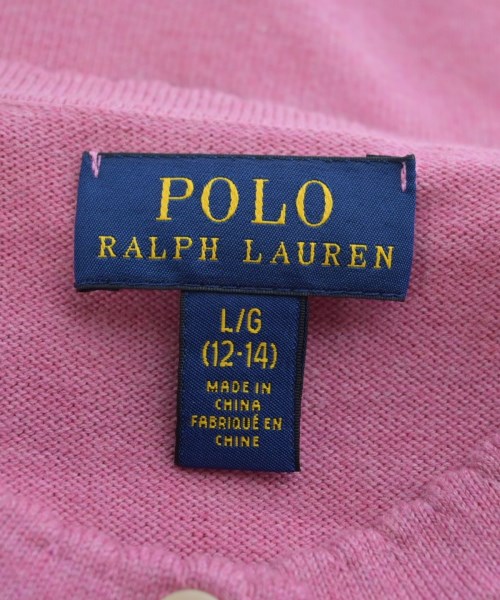 POLO
RALPH LAUREN
L/G
(12-14)
MADE IN
CHINA
FABRIQUÉ EN
CHINE